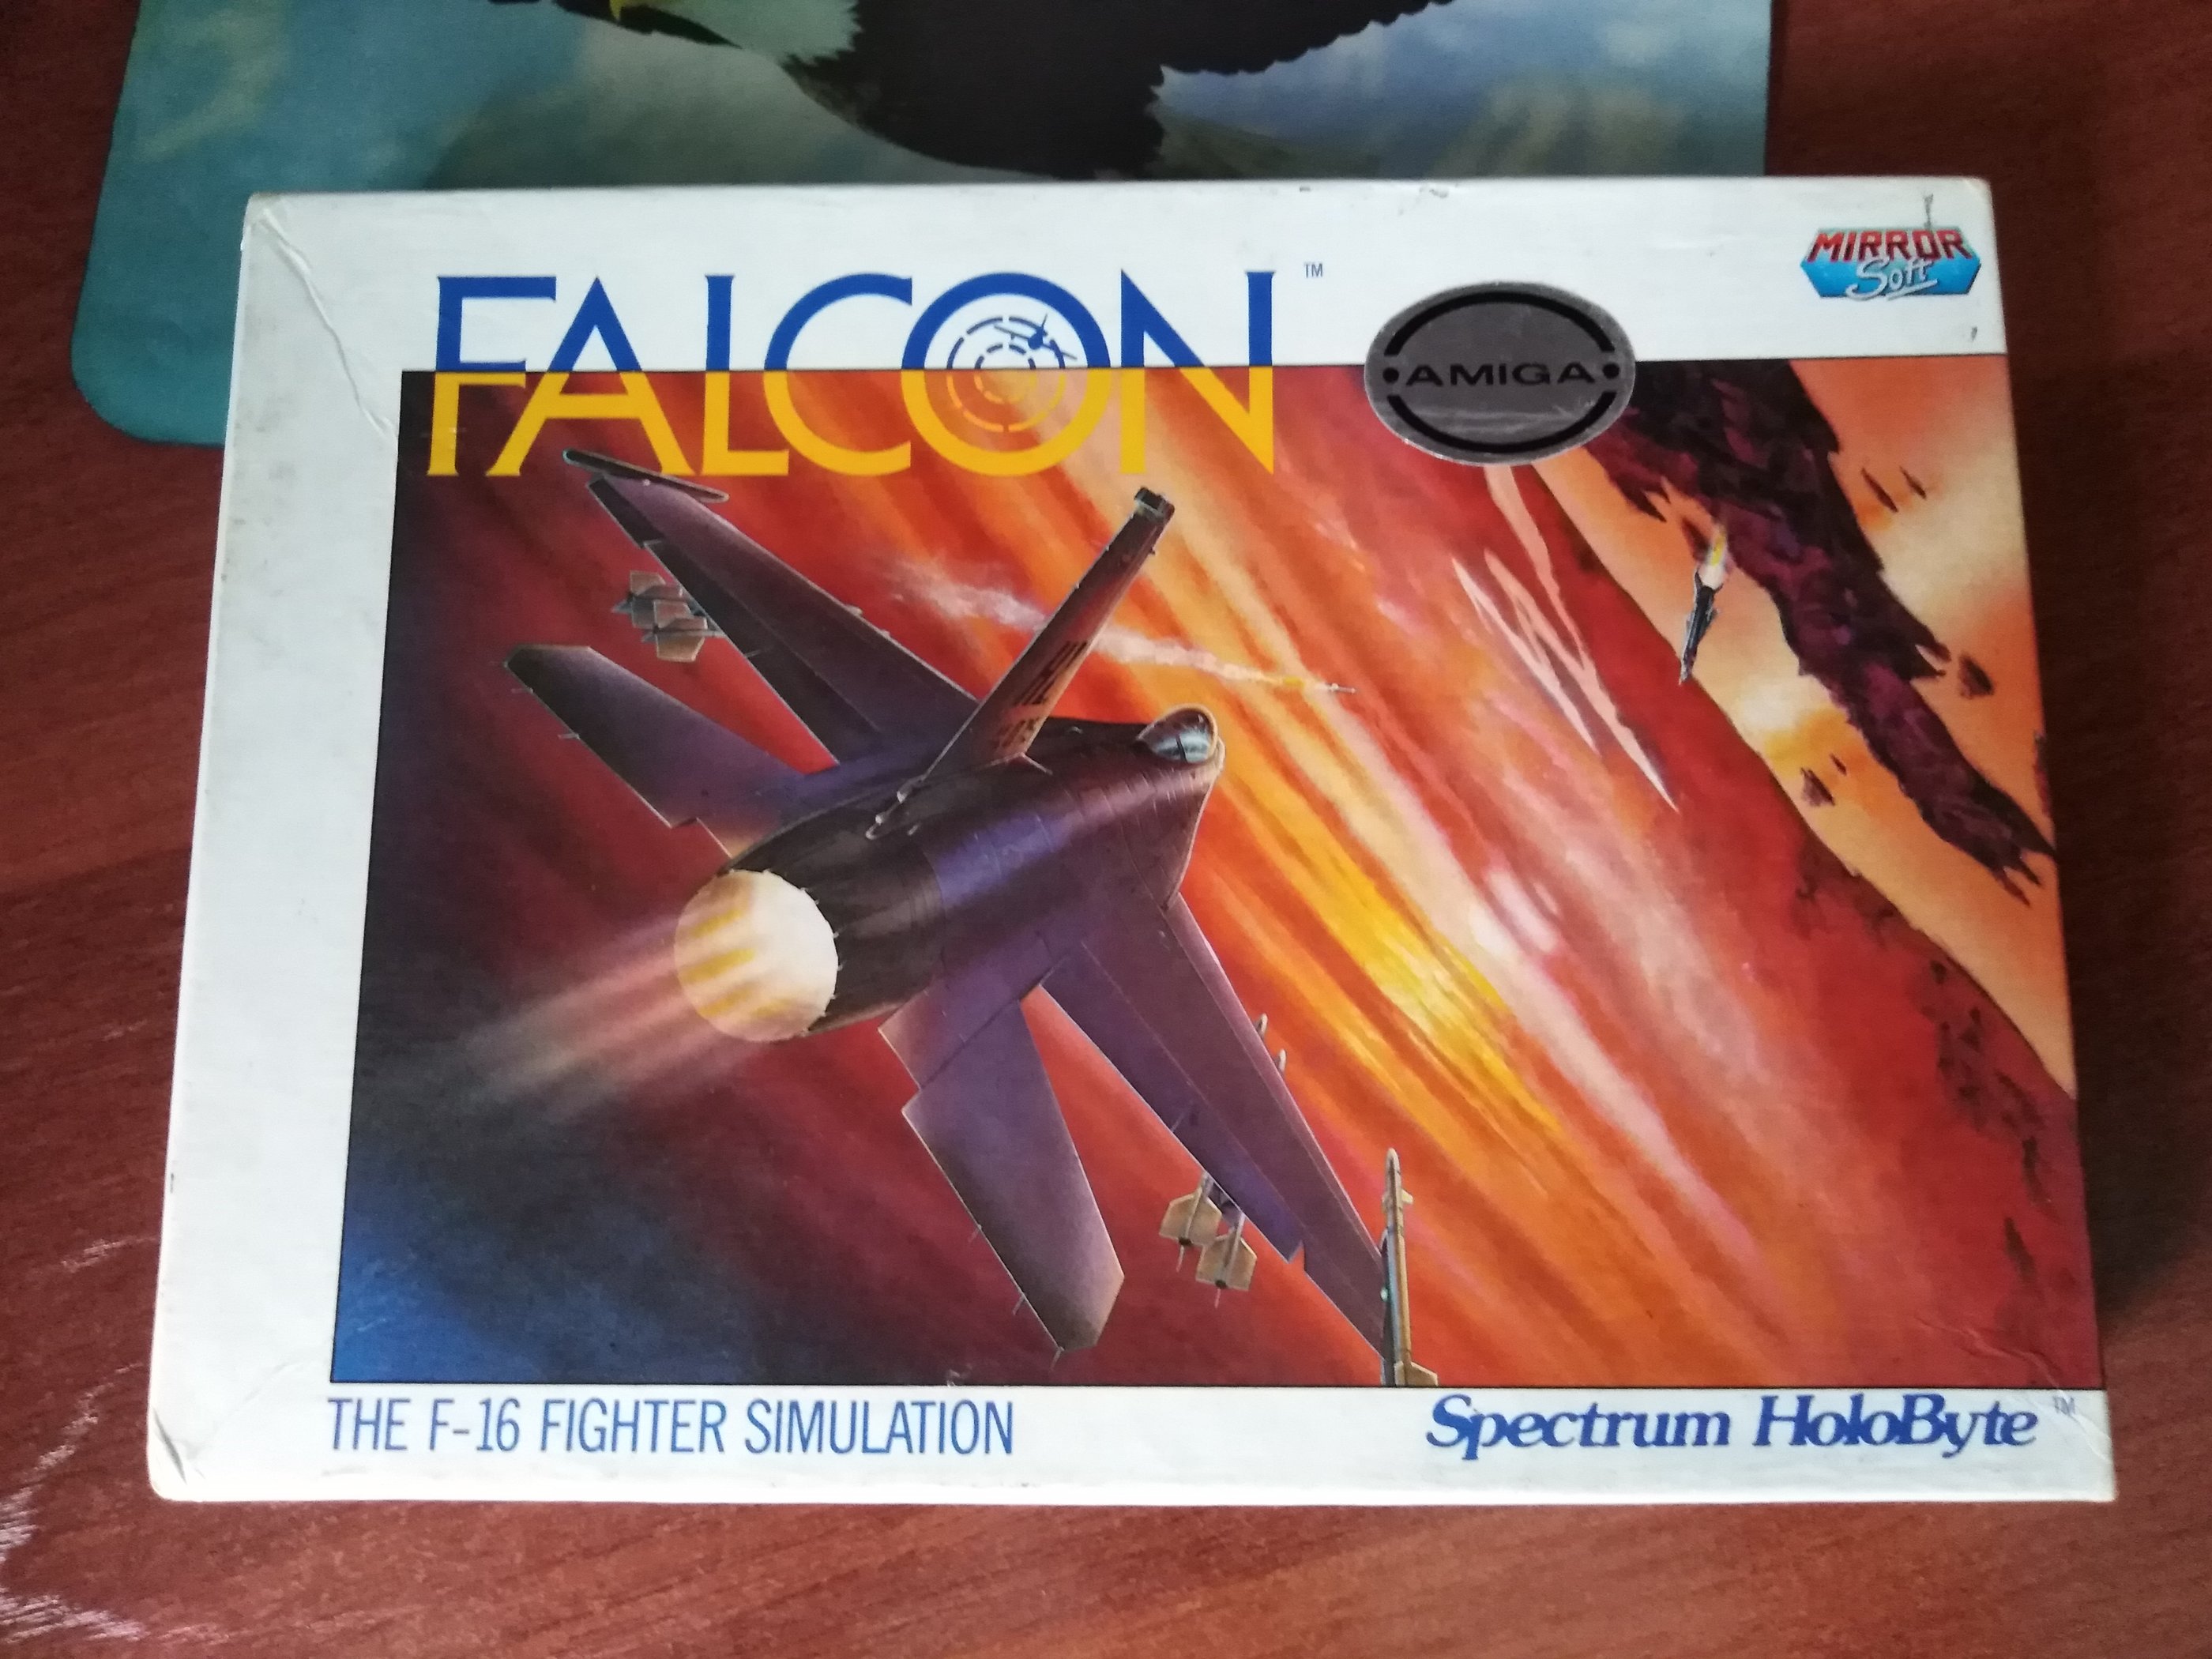 FALCON™
MIRROR
Soft
AMIGA
THE F-16 FIGHTER SIMULATION
Spectrum HoloByte™